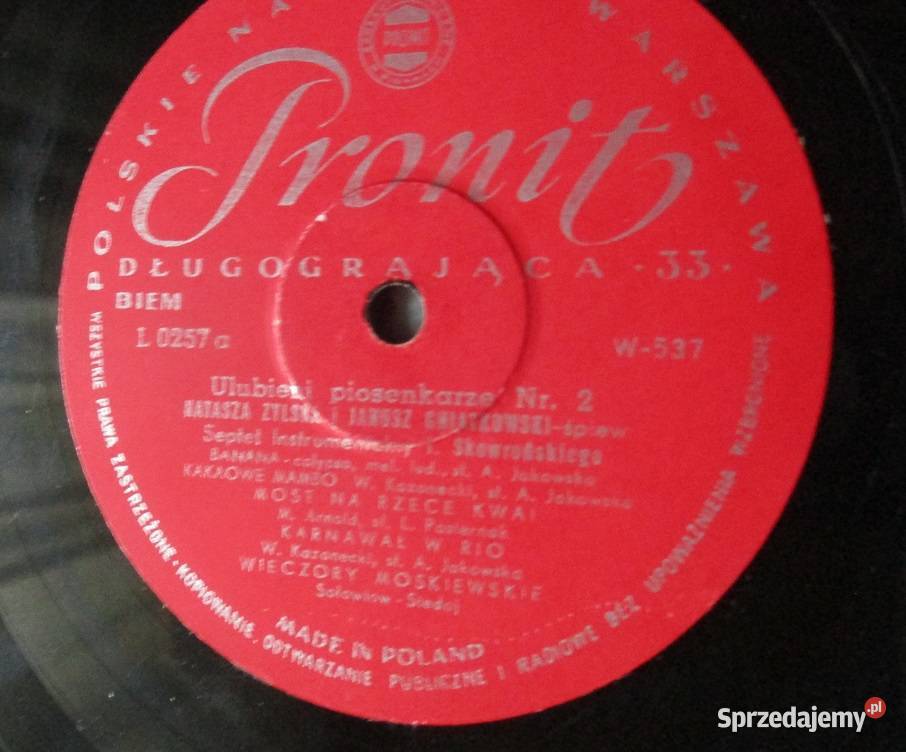 POLSKIE NA WARSZAWA
PRONIT
Pronit
DŁUGOGRAJĄCA · 33 ·
BIEM
L 0257 a
W-537
Ulubieni piosenkarze Nr. 2
NATASZA ZYLSKA i JANUSZ GNIATKOWSKI - śpiew
Septet instrumentalny J. Skowrońskiego
BANANA - calypso, mel. lud., sł. A. Jakowska
KAKAOWE MAMBO W. Kazanecki, sł. A. Jakowska
MOST NA RZECE KWAI
M. Arnold, sł. L. Pasternak
KARNAWAŁ W RIO
W. Kazanecki, sł. A. Jakowska
WIECZORY MOSKIEWSKIE
Sołowiow - Siedoj
MADE IN POLAND
WSZYSTKIE PRAWA ZASTRZEŻONE · KOPIOWANIE, ODTWARZANIE PUBLICZNE I RADIOWE BEZ UPOWAŻNIENIA WZBRONIONE
Sprzedajemy.pl